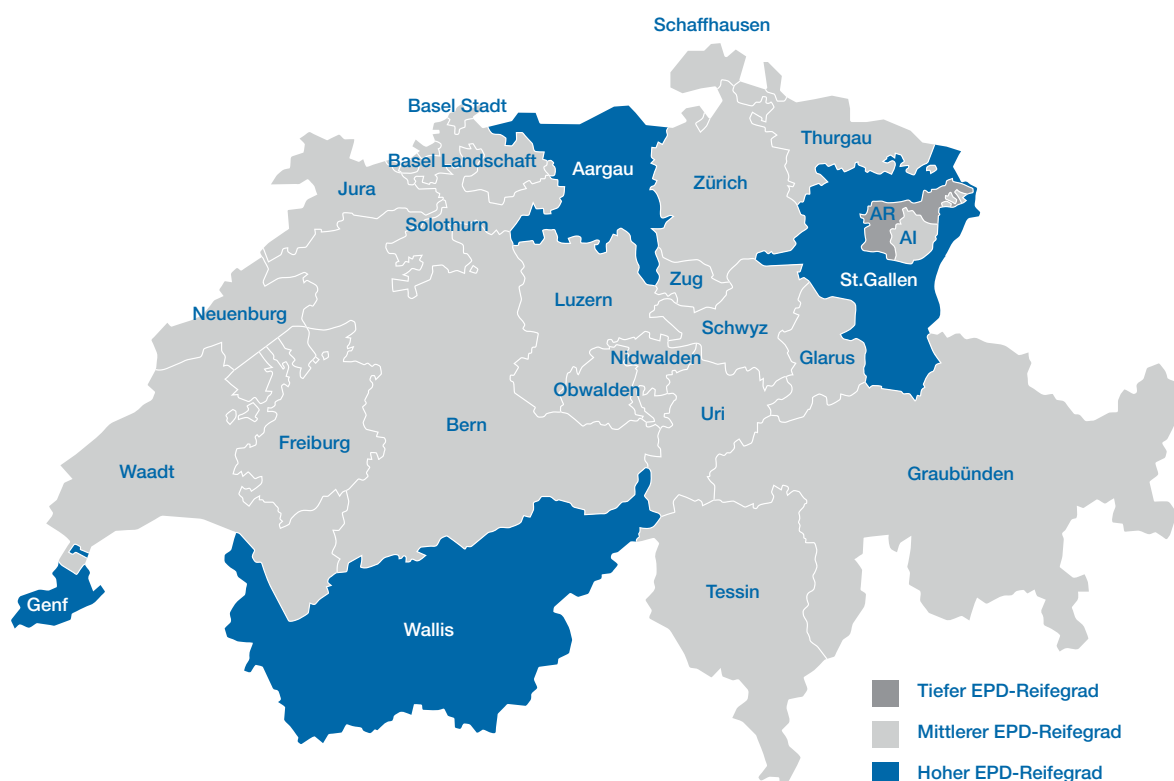 Schaffhausen
Basel Stadt
Thurgau
Basel Landschaft
Aargau
Zürich
Jura
AR
Solothurn
AI
Zug
St.Gallen
Luzern
Neuenburg
Schwyz
Nidwalden
Glarus
Obwalden
Uri
Bern
Freiburg
Waadt
Graubünden
Tessin
Genf
Wallis
Tiefer EPD-Reifegrad
Mittlerer EPD-Reifegrad
Hoher EPD-Reifegrad